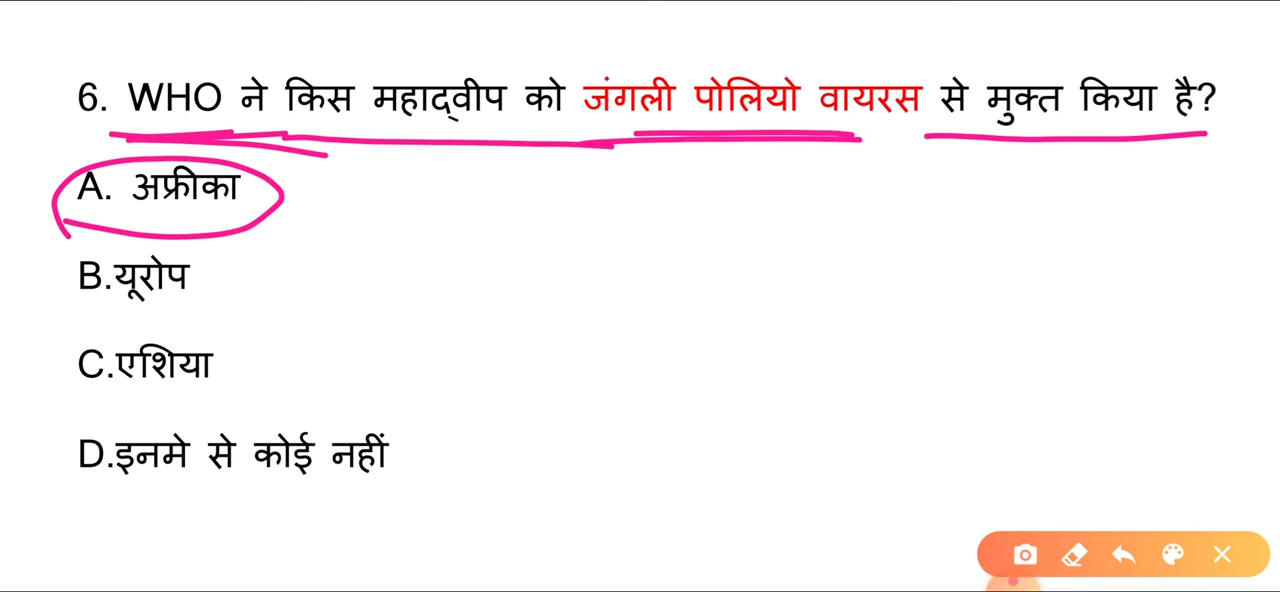 6. WHO ने किस महाद्वीप को जंगली पोलियो वायरस से मुक्त किया है?
A. अफ्रीका
B.यूरोप
C.एशिया
D.इनमे से कोई नहीं